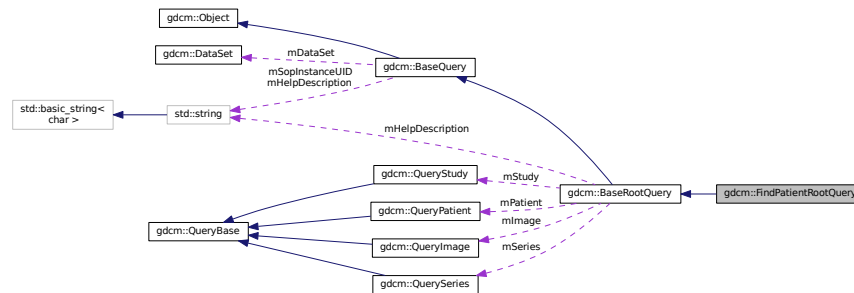 gdcm::Object
gdcm::DataSet
mDataSet
gdcm::BaseQuery
mSopInstanceUID
mHelpDescription
std::basic_string<
char >
std::string
mHelpDescription
gdcm::QueryStudy
mStudy
gdcm::BaseRootQuery
gdcm::FindPatientRootQuery
mPatient
gdcm::QueryPatient
mImage
gdcm::QueryBase
gdcm::QueryImage
mSeries
gdcm::QuerySeries